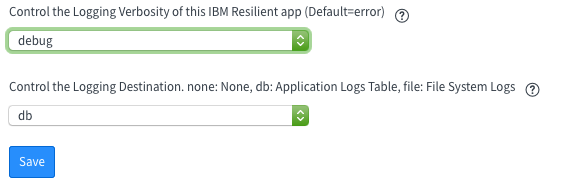 Control the Logging Verbosity of this IBM Resilient app (Default=error) ?
debug
Control the Logging Destination. none: None, db: Application Logs Table, file: File System Logs ?
db
Save